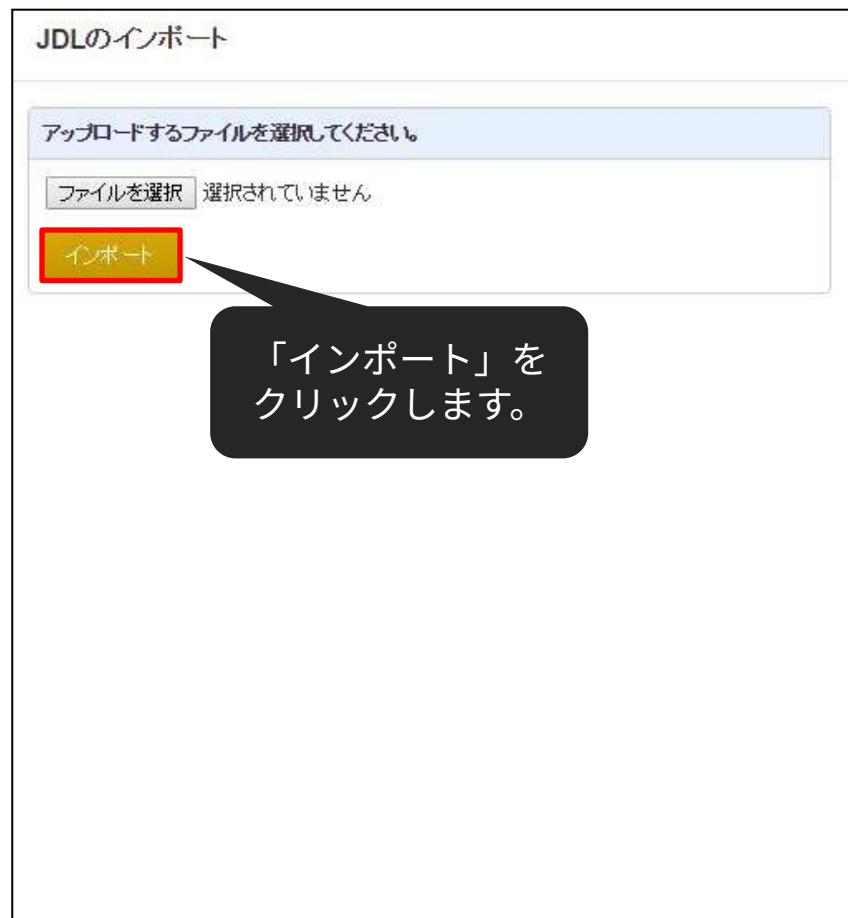 JDLのインポート
アップロードするファイルを選択してください。
ファイルを選択 選択されていません
インポート
「インポート」を
クリックします。